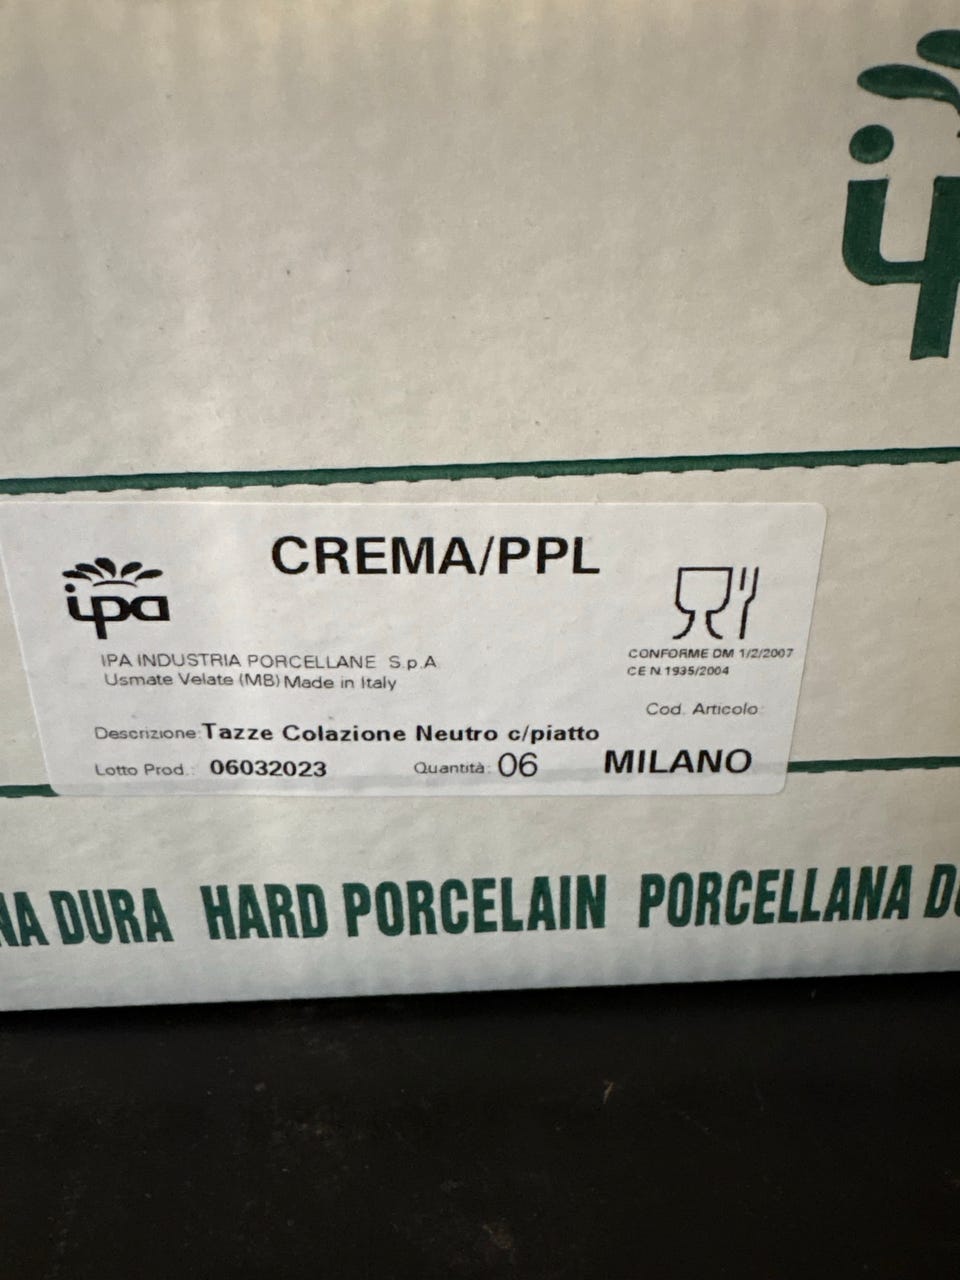 ip
CREMA/PPL
ipa
IPA INDUSTRIA PORCELLANE S.p.A
Usmate Velate (MB) Made in Italy
CONFORME DM 1/2/2007
CE N.1935/2004
Cod. Articolo:
Descrizione: Tazze Colazione Neutro c/piatto
Lotto Prod.: 06032023 Quantità: 06 MILANO
NA DURA HARD PORCELAIN PORCELLANA DU